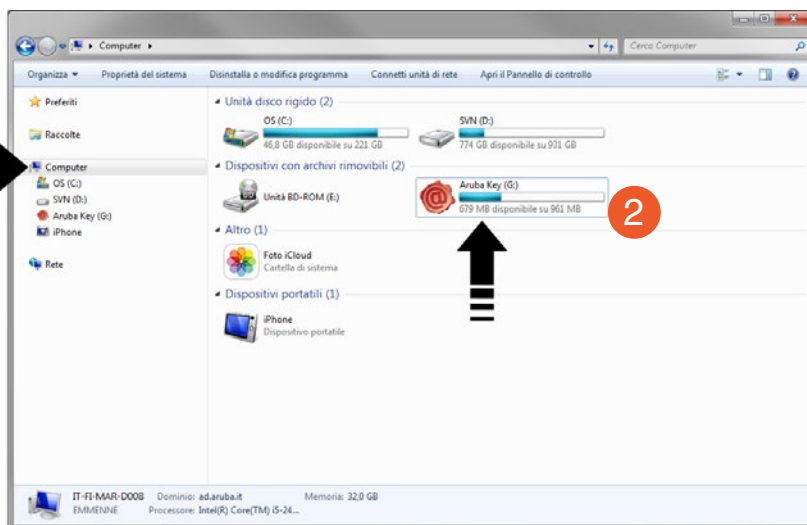 Computer
Cerca Computer
Organizza
Proprietà del sistema
Disinstalla o modifica programma
Connetti unità di rete
Apri il Pannello di controllo
Preferiti
Raccolte
Computer
OS (C:)
SVN (D:)
Aruba Key (G:)
iPhone
Rete
Unità disco rigido (2)
OS (C:)
46,8 GB disponibile su 221 GB
SVN (D:)
774 GB disponibile su 931 GB
Dispositivi con archivi rimovibili (2)
Unità BD-ROM (E:)
Aruba Key (G:)
679 MB disponibile su 961 MB
2
Altro (1)
Foto iCloud
Cartella di sistema
Dispositivi portatili (1)
iPhone
Dispositivo portatile
IT-FI-MAR-D008 Dominio: ad.aruba.it Memoria: 32,0 GB
EMMENNE Processore: Intel(R) Core(TM) i5-24...